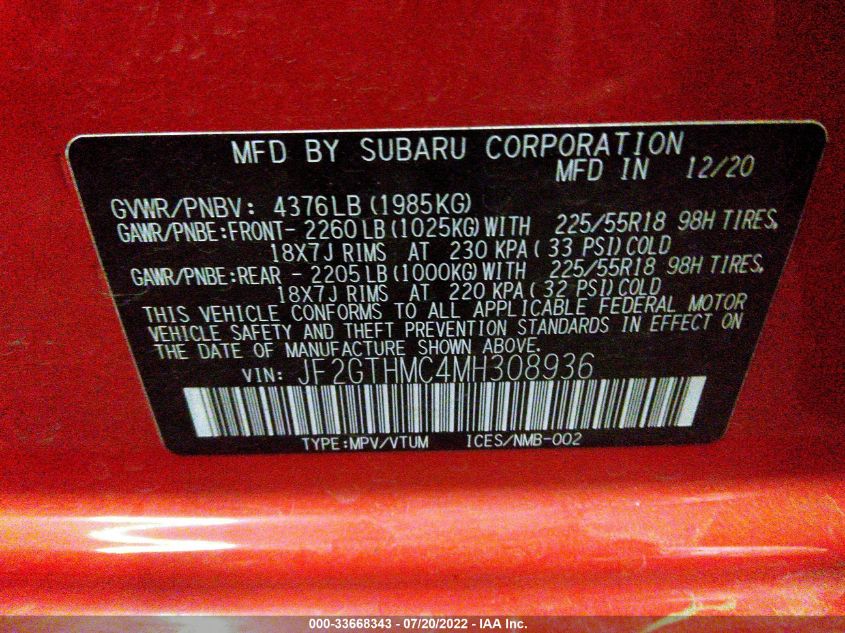 MFD BY SUBARU CORPORATION
MFD IN 12/20
GVWR/PNBV: 4376LB (1985KG)
GAWR/PNBE:FRONT- 2260LB (1025KG) WITH 225/55R18 98H TIRES,
18X7J RIMS AT 230 KPA ( 33 PSI) COLD
GAWR/PNBE:REAR - 2205LB (1000KG) WITH 225/55R18 98H TIRES,
18X7J RIMS AT 220 KPA ( 32 PSI) COLD
THIS VEHICLE CONFORMS TO ALL APPLICABLE FEDERAL MOTOR
VEHICLE SAFETY AND THEFT PREVENTION STANDARDS IN EFFECT ON
THE DATE OF MANUFACTURE SHOWN ABOVE.
VIN: JF2GTHMC4MH308936
TYPE:MPV/VTUM ICES/NMB-002
000-33668343 - 07/20/2022 - IAA Inc.